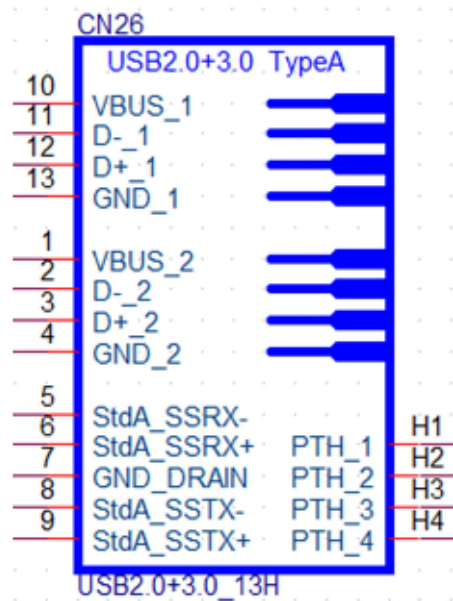 CN26
USB2.0+3.0 TypeA
10 VBUS_1
11 D-_1
12 D+_1
13 GND_1
1 VBUS_2
2 D-_2
3 D+_2
4 GND_2
5 StdA_SSRX-
6 StdA_SSRX+ PTH_1 H1
7 GND_DRAIN PTH_2 H2
8 StdA_SSTX- PTH_3 H3
9 StdA_SSTX+ PTH_4 H4
USB2.0+3.0_13H